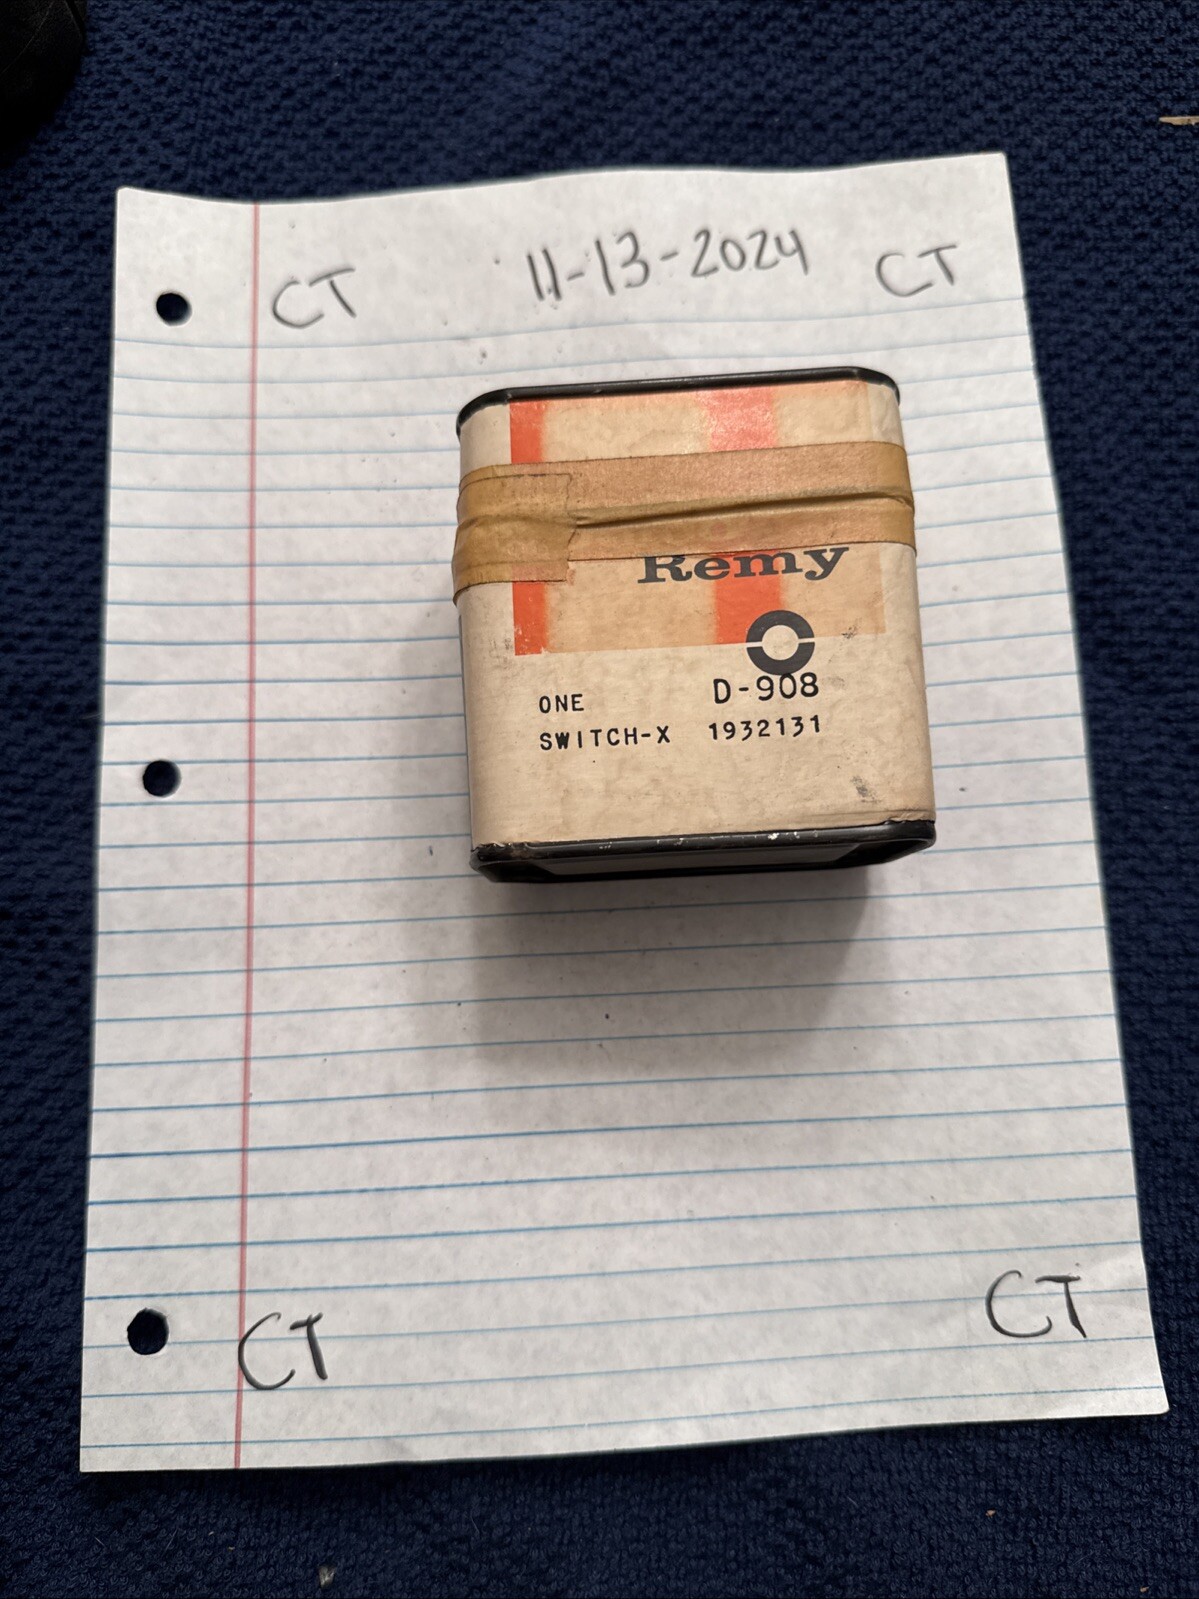 CT 11-13-2024 CT
Remy
ONE D-908
SWITCH-X 1932131
CT CT